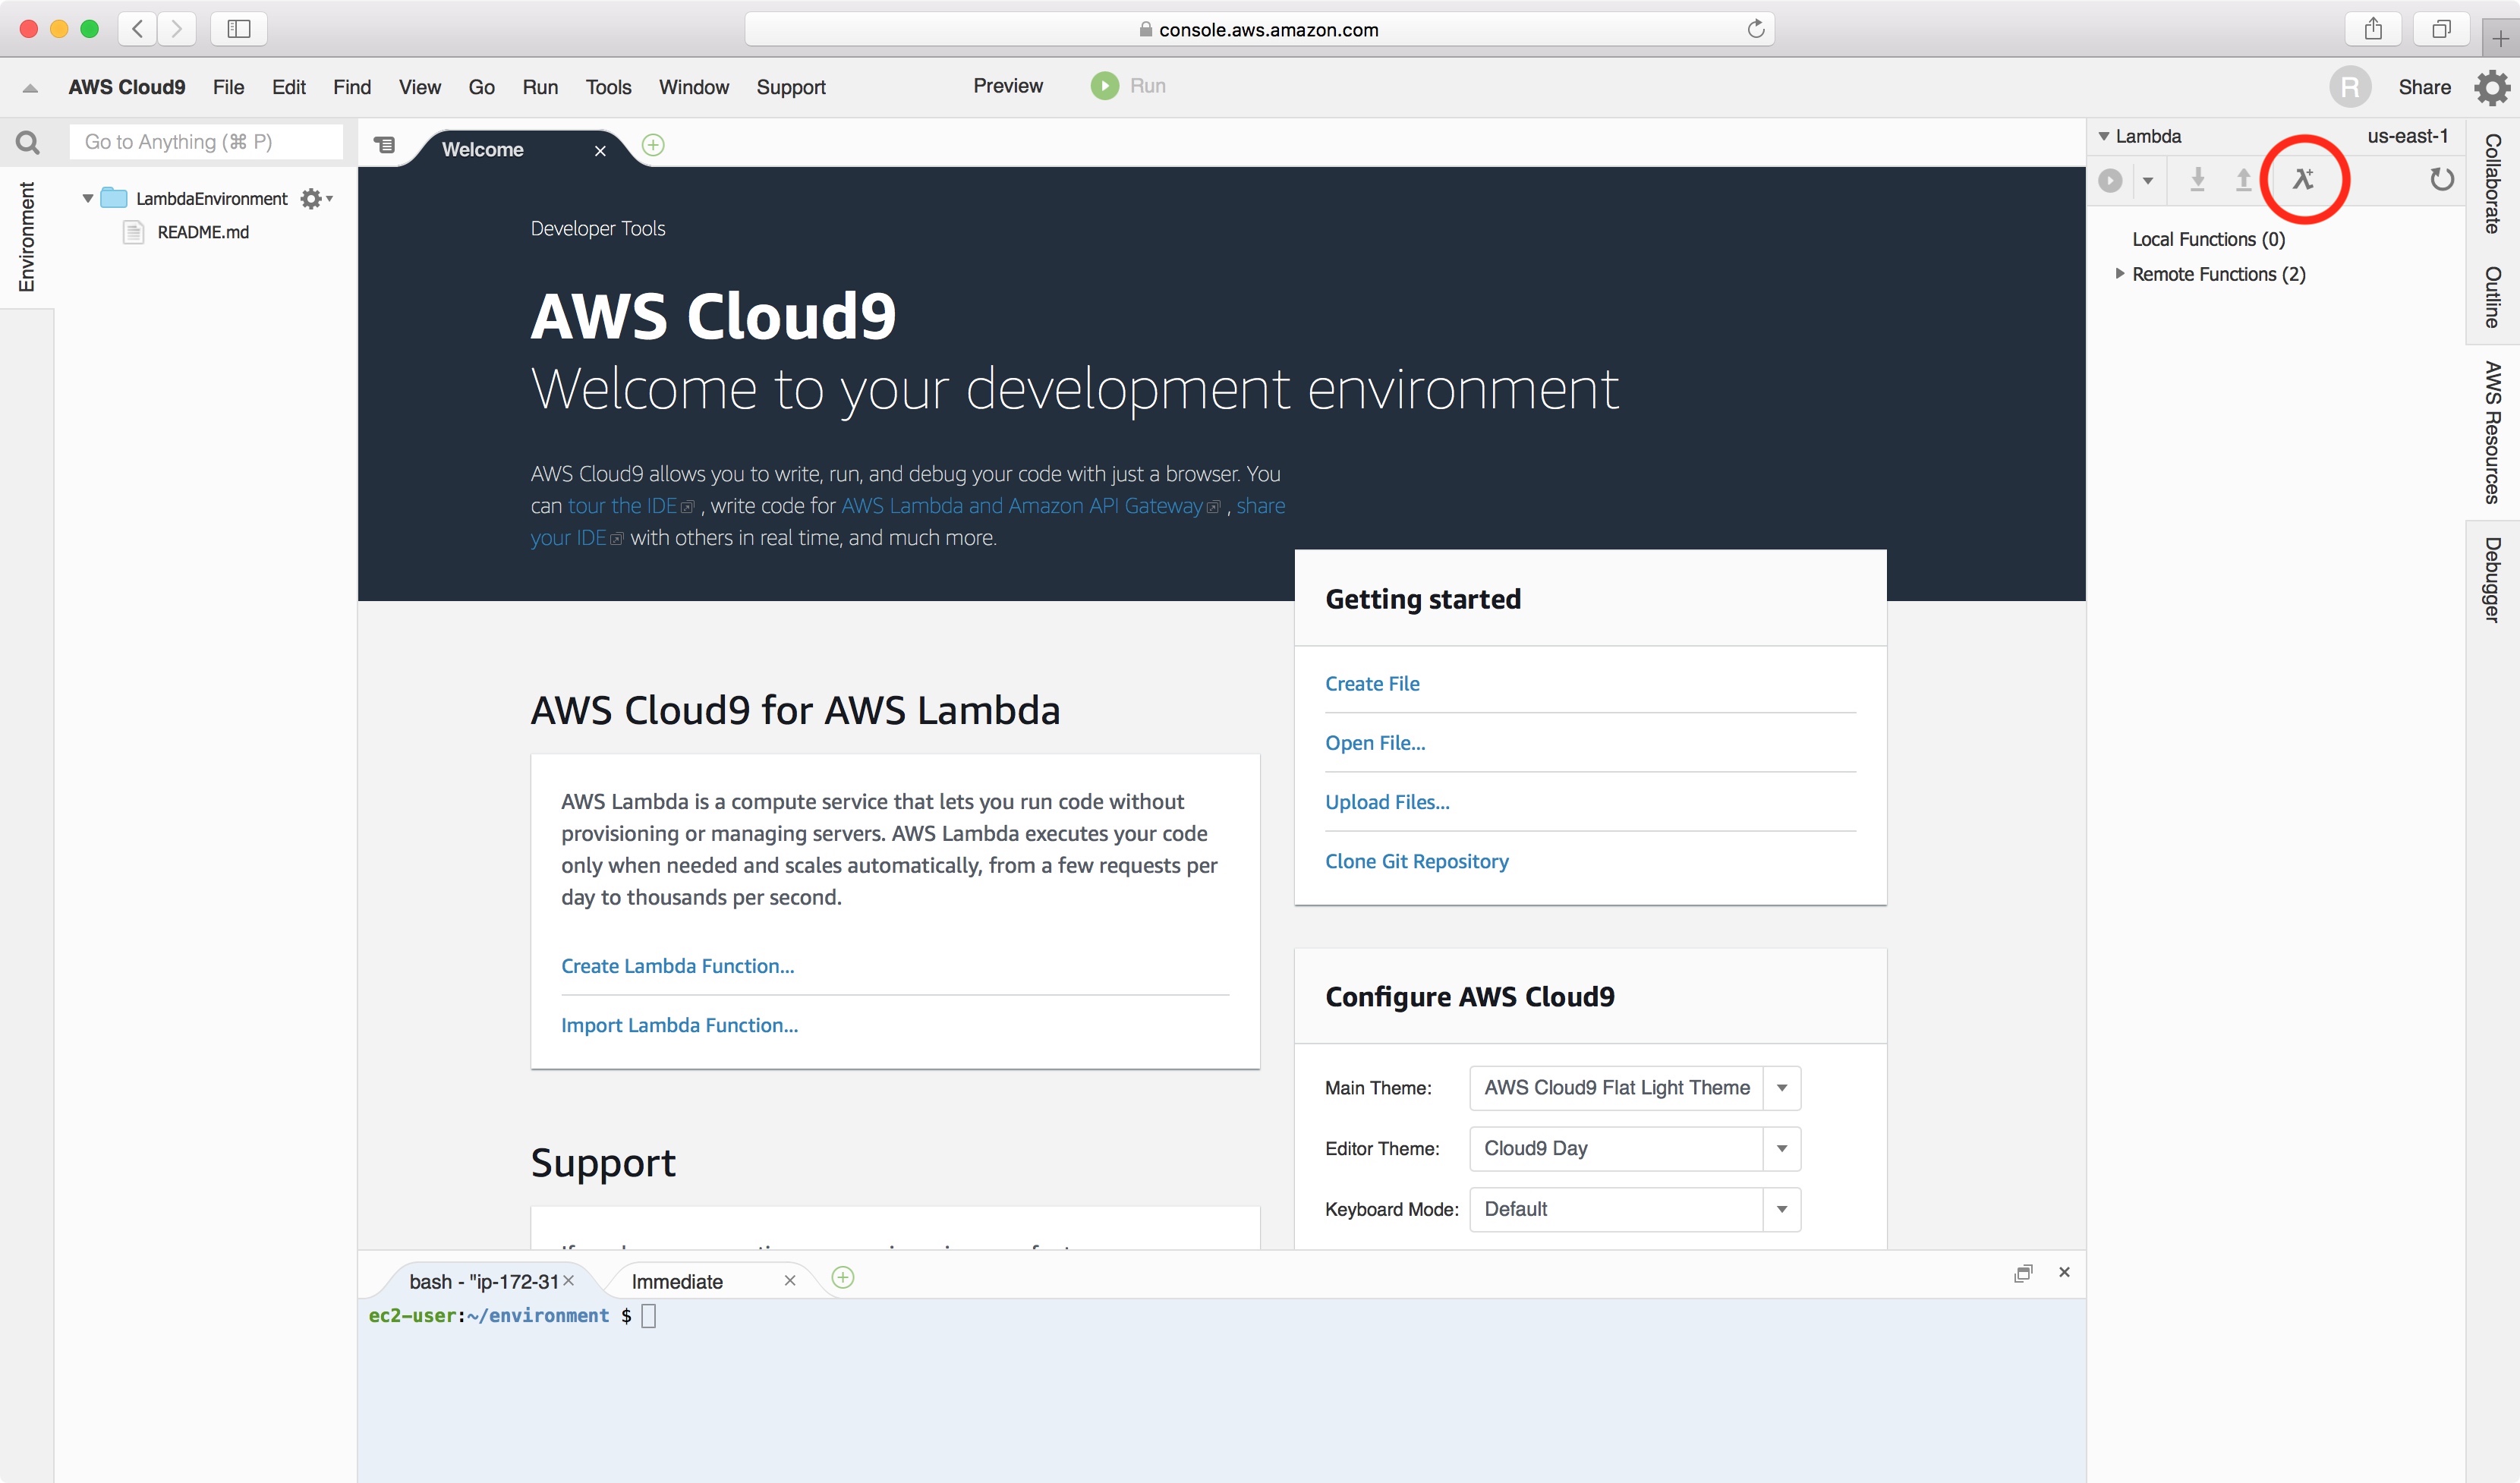 console.aws.amazon.com
AWS Cloud9 File Edit Find View Go Run Tools Window Support Preview Run R Share
Go to Anything (⌘ P)
Environment
LambdaEnvironment
README.md
Welcome
Developer Tools
AWS Cloud9
Welcome to your development environment
AWS Cloud9 allows you to write, run, and debug your code with just a browser. You
can tour the IDE , write code for AWS Lambda and Amazon API Gateway , share
your IDE with others in real time, and much more.
AWS Cloud9 for AWS Lambda
AWS Lambda is a compute service that lets you run code without
provisioning or managing servers. AWS Lambda executes your code
only when needed and scales automatically, from a few requests per
day to thousands per second.
Create Lambda Function...
Import Lambda Function...
Support
Getting started
Create File
Open File...
Upload Files...
Clone Git Repository
Configure AWS Cloud9
Main Theme: AWS Cloud9 Flat Light Theme
Editor Theme: Cloud9 Day
Keyboard Mode: Default
bash - "ip-172-31 Immediate
ec2-user:~/environment $
Lambda us-east-1
Local Functions (0)
Remote Functions (2)
Collaborate
Outline
AWS Resources
Debugger